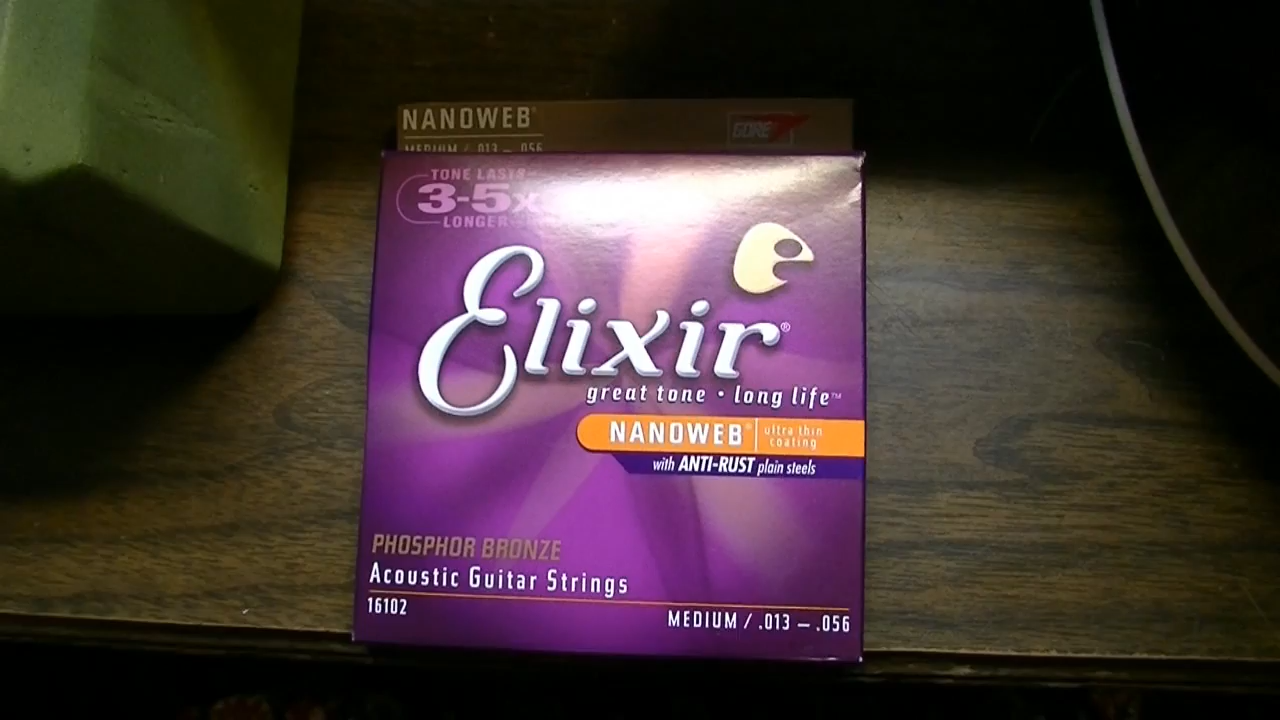 NANOWEB®
MEDIUM / .013 — .056
GORE
TONE LASTS
3-5x
LONGER
e
Elixir®
great tone • long life™
NANOWEB® ultra thin
coating
with ANTI-RUST plain steels
PHOSPHOR BRONZE
Acoustic Guitar Strings
16102
MEDIUM / .013 — .056